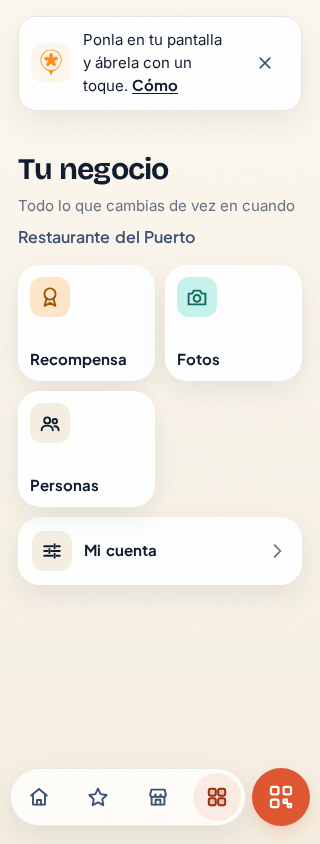 Ponla en tu pantalla
y ábrela con un
toque. Cómo
Tu negocio
Todo lo que cambias de vez en cuando
Restaurante del Puerto
Recompensa
Fotos
Personas
Mi cuenta